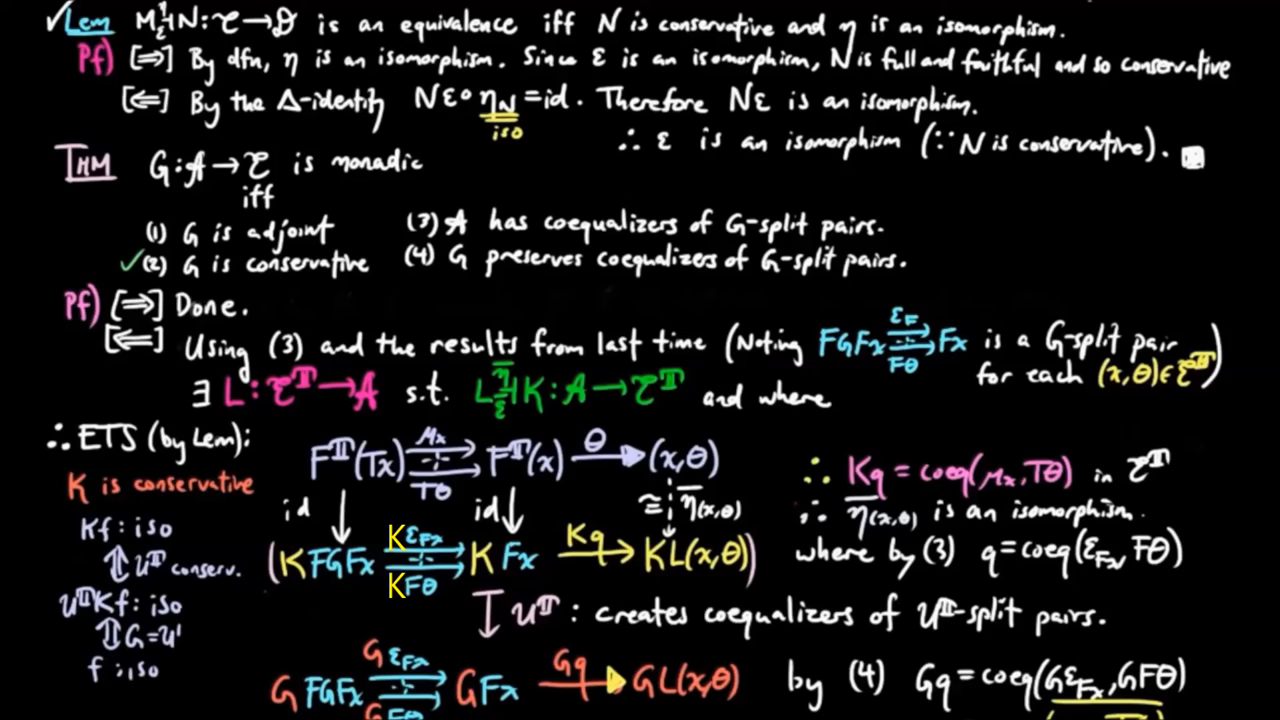 ✓Lem M ⊣ N : 𝒞 → 𝒟 is an equivalence iff N is conservative and η is an isomorphism.
Pf) [⇒] By dfn, η is an isomorphism. Since ε is an isomorphism, N is full and faithful and so conservative
[⇐] By the Δ-identity Nε∘η_N = id. Therefore Nε is an isomorphism.
iso
∴ ε is an isomorphism (∵ N is conservative).
THM G : 𝒜 → 𝒞 is monadic
iff
(1) G is adjoint (3) 𝒜 has coequalizers of G-split pairs.
✓(2) G is conservative (4) G preserves coequalizers of G-split pairs.
Pf) [⇒] Done.
[⇐] Using (3) and the results from last time (Noting FGFx ⇉ Fx is a G-split pair
ε_F
Fθ
for each (x,θ)∈𝒞^𝕋)
∃ L : 𝒞^𝕋 → 𝒜 s.t. L ⊣ K : 𝒜 → 𝒞^𝕋 and where
η̄
ε̄
∴ ETS (by Lem):
K is conservative
Kf : iso
⇕ U^𝕋 conserv.
U^𝕋Kf : iso
⇕ G = U
f : iso
F^𝕋(Tx) ⇉ F^𝕋(x) → (x,θ)
μx
Tθ
θ
id ↓ id ↓ ≅ ↓ η̄(x,θ)
(KFGFx ⇉ KFx → KL(x,θ))
Kε_Fx
KFθ
Kq
∴ Kq = coeq(μx, Tθ) in 𝒞^𝕋
∴ η̄(x,θ) is an isomorphism.
where by (3) q = coeq(ε_Fx, Fθ)
↧ U^𝕋 : creates coequalizers of U^𝕋-split pairs.
GFGFx ⇉ GFx → GL(x,θ) by (4) Gq = coeq(Gε_Fx, GFθ)
Gε_Fx
GFθ
Gq